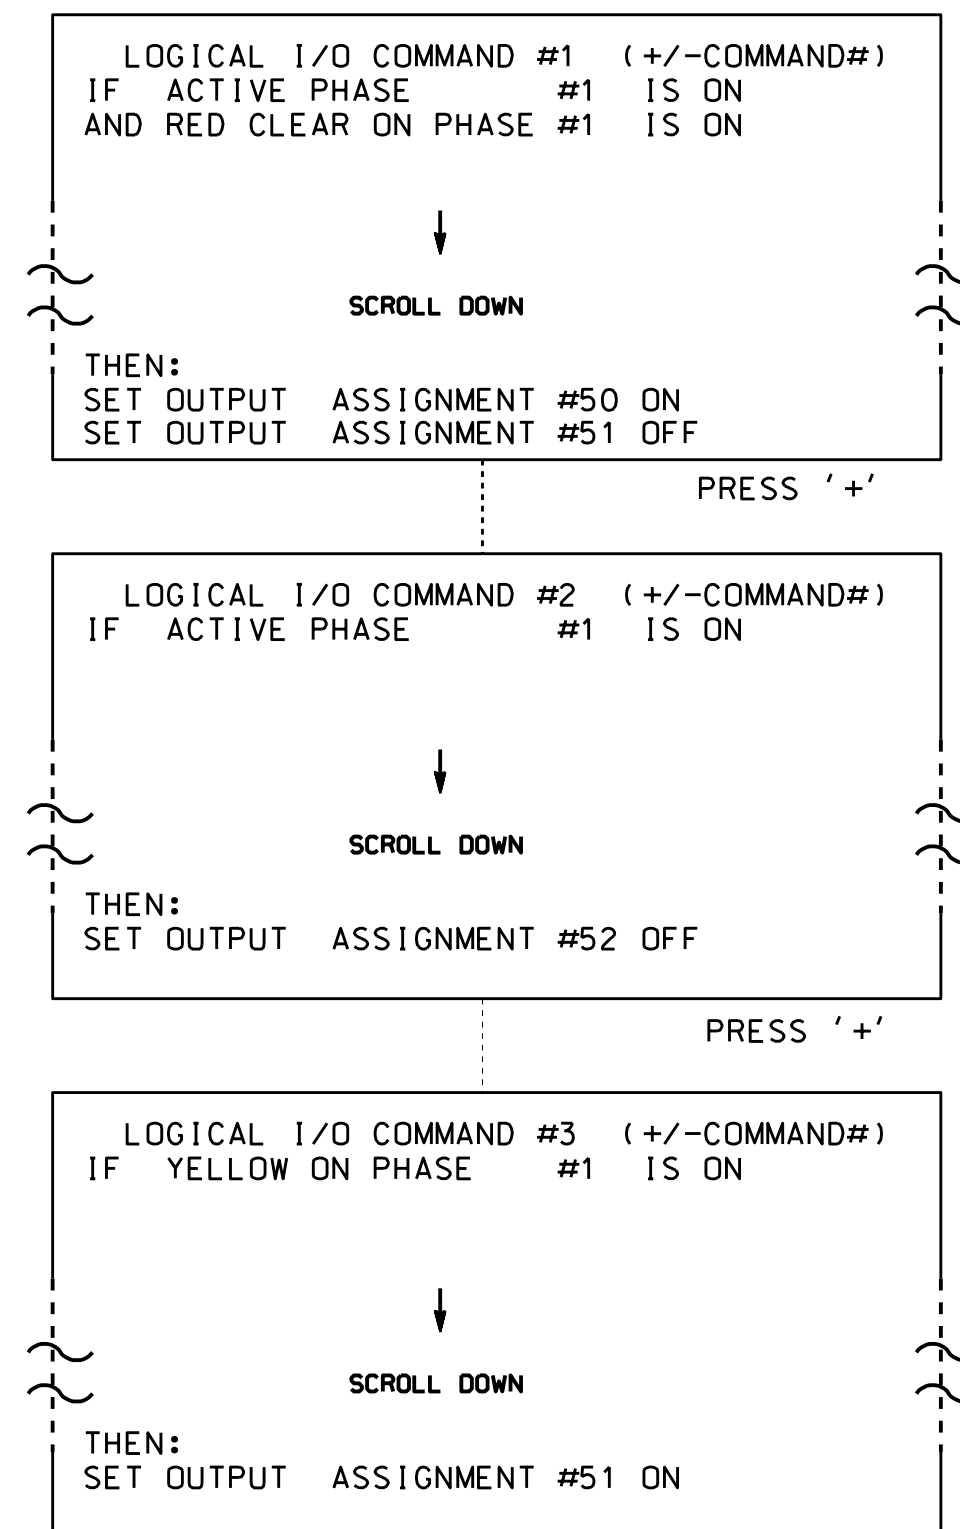 LOGICAL I/O COMMAND #1 (+/-COMMAND#)
IF ACTIVE PHASE #1 IS ON
AND RED CLEAR ON PHASE #1 IS ON
SCROLL DOWN
THEN:
SET OUTPUT ASSIGNMENT #50 ON
SET OUTPUT ASSIGNMENT #51 OFF
PRESS '+'
LOGICAL I/O COMMAND #2 (+/-COMMAND#)
IF ACTIVE PHASE #1 IS ON
SCROLL DOWN
THEN:
SET OUTPUT ASSIGNMENT #52 OFF
PRESS '+'
LOGICAL I/O COMMAND #3 (+/-COMMAND#)
IF YELLOW ON PHASE #1 IS ON
SCROLL DOWN
THEN:
SET OUTPUT ASSIGNMENT #51 ON